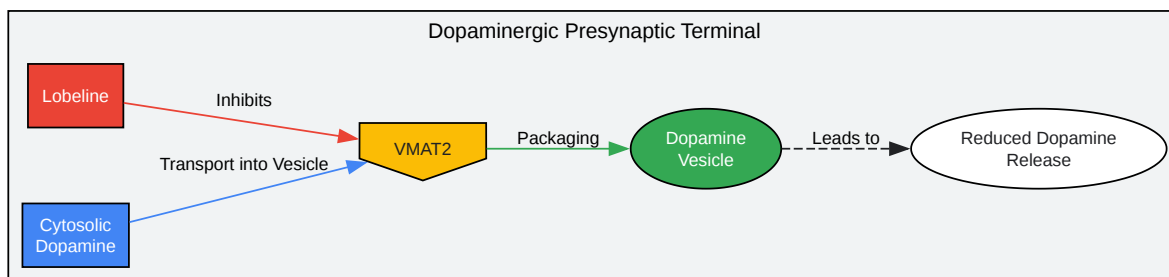 Dopaminergic Presynaptic Terminal
Lobeline
Inhibits
VMAT2
Packaging
Dopamine
Vesicle
Leads to
Reduced Dopamine
Release
Transport into Vesicle
Cytosolic
Dopamine